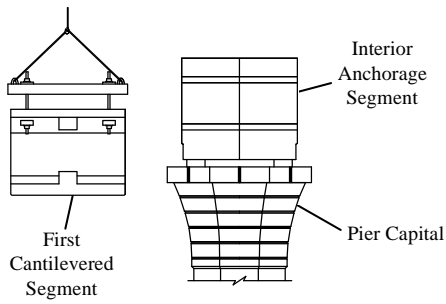 Interior
Anchorage
Segment
Pier Capital
First
Cantilevered
Segment